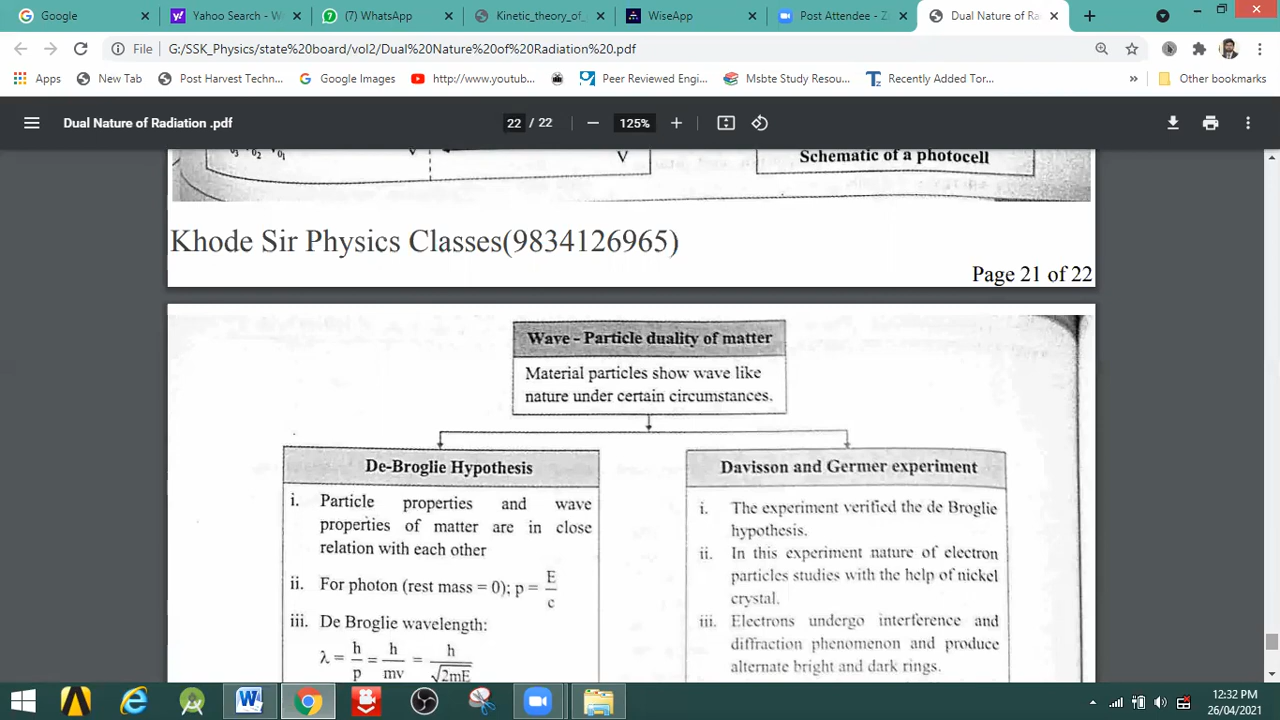 Google
Yahoo Search - W
(7) WhatsApp
Kinetic_theory_of_
WiseApp
Post Attendee - Z
Dual Nature of Ra
File
G:/SSK_Physics/state%20board/vol2/Dual%20Nature%20of%20Radiation%20.pdf
Apps
New Tab
Post Harvest Techn...
Google Images
http://www.youtub...
Peer Reviewed Engi...
Msbte Study Resou...
Recently Added Tor...
»
Other bookmarks
Dual Nature of Radiation .pdf
22 / 22
125%
V
Schematic of a photocell
Khode Sir Physics Classes(9834126965)
Page 21 of 22
Wave - Particle duality of matter
Material particles show wave like
nature under certain circumstances.
De-Broglie Hypothesis
i. Particle properties and wave
properties of matter are in close
relation with each other
ii. For photon (rest mass = 0); p = E/c
iii. De Broglie wavelength:
λ = h/p = h/mv = h/√2mE
Davisson and Germer experiment
i. The experiment verified the de Broglie
hypothesis.
ii. In this experiment nature of electron
particles studies with the help of nickel
crystal.
iii. Electrons undergo interference and
diffraction phenomenon and produce
alternate bright and dark rings.
12:32 PM
26/04/2021